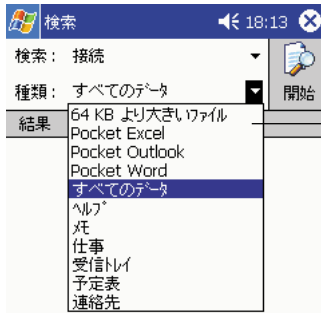 検索 18:13
検索: 接続
種類: すべてのデータ 開始
結果
64 KB より大きいファイル
Pocket Excel
Pocket Outlook
Pocket Word
すべてのデータ
ヘルプ
メモ
仕事
受信トレイ
予定表
連絡先